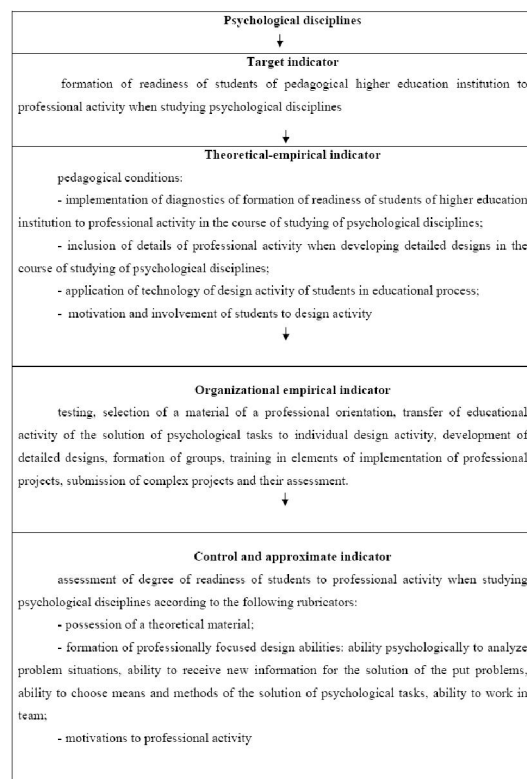 Psychological disciplines
Target indicator
formation of readiness of students of pedagogical higher education institution to
professional activity when studying psychological disciplines
Theoretical-empirical indicator
pedagogical conditions:
- implementation of diagnostics of formation of readiness of students of higher education
institution to professional activity in the course of studying of psychological disciplines;
- inclusion of details of professional activity when developing detailed designs in the
course of studying of psychological disciplines;
- application of technology of design activity of students in educational process;
- motivation and involvement of students to design activity
Organizational empirical indicator
testing, selection of a material of a professional orientation, transfer of educational
activity of the solution of psychological tasks to individual design activity, development of
detailed designs, formation of groups, training in elements of implementation of professional
projects, submission of complex projects and their assessment.
Control and approximate indicator
assessment of degree of readiness of students to professional activity when studying
psychological disciplines according to the following rubricators:
- possession of a theoretical material;
- formation of professionally focused design abilities: ability psychologically to analyze
problem situations, ability to receive new information for the solution of the put problems,
ability to choose means and methods of the solution of psychological tasks, ability to work in
team;
- motivations to professional activity